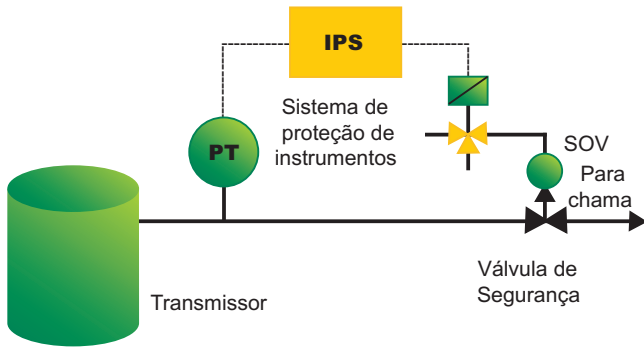 IPS
Sistema de
proteção de
instrumentos
PT
SOV
Para
chama
Transmissor
Válvula de
Segurança